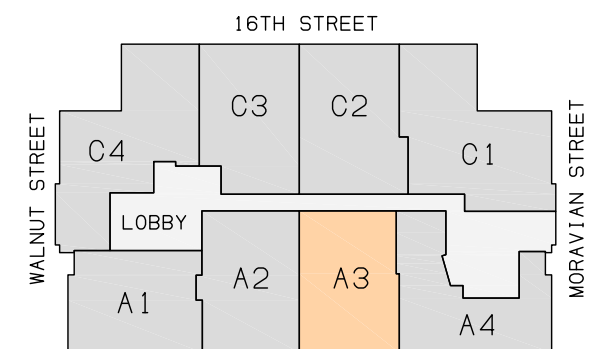 16TH STREET
WALNUT STREET
MORAVIAN STREET
C4
C3
C2
C1
LOBBY
A1
A2
A3
A4